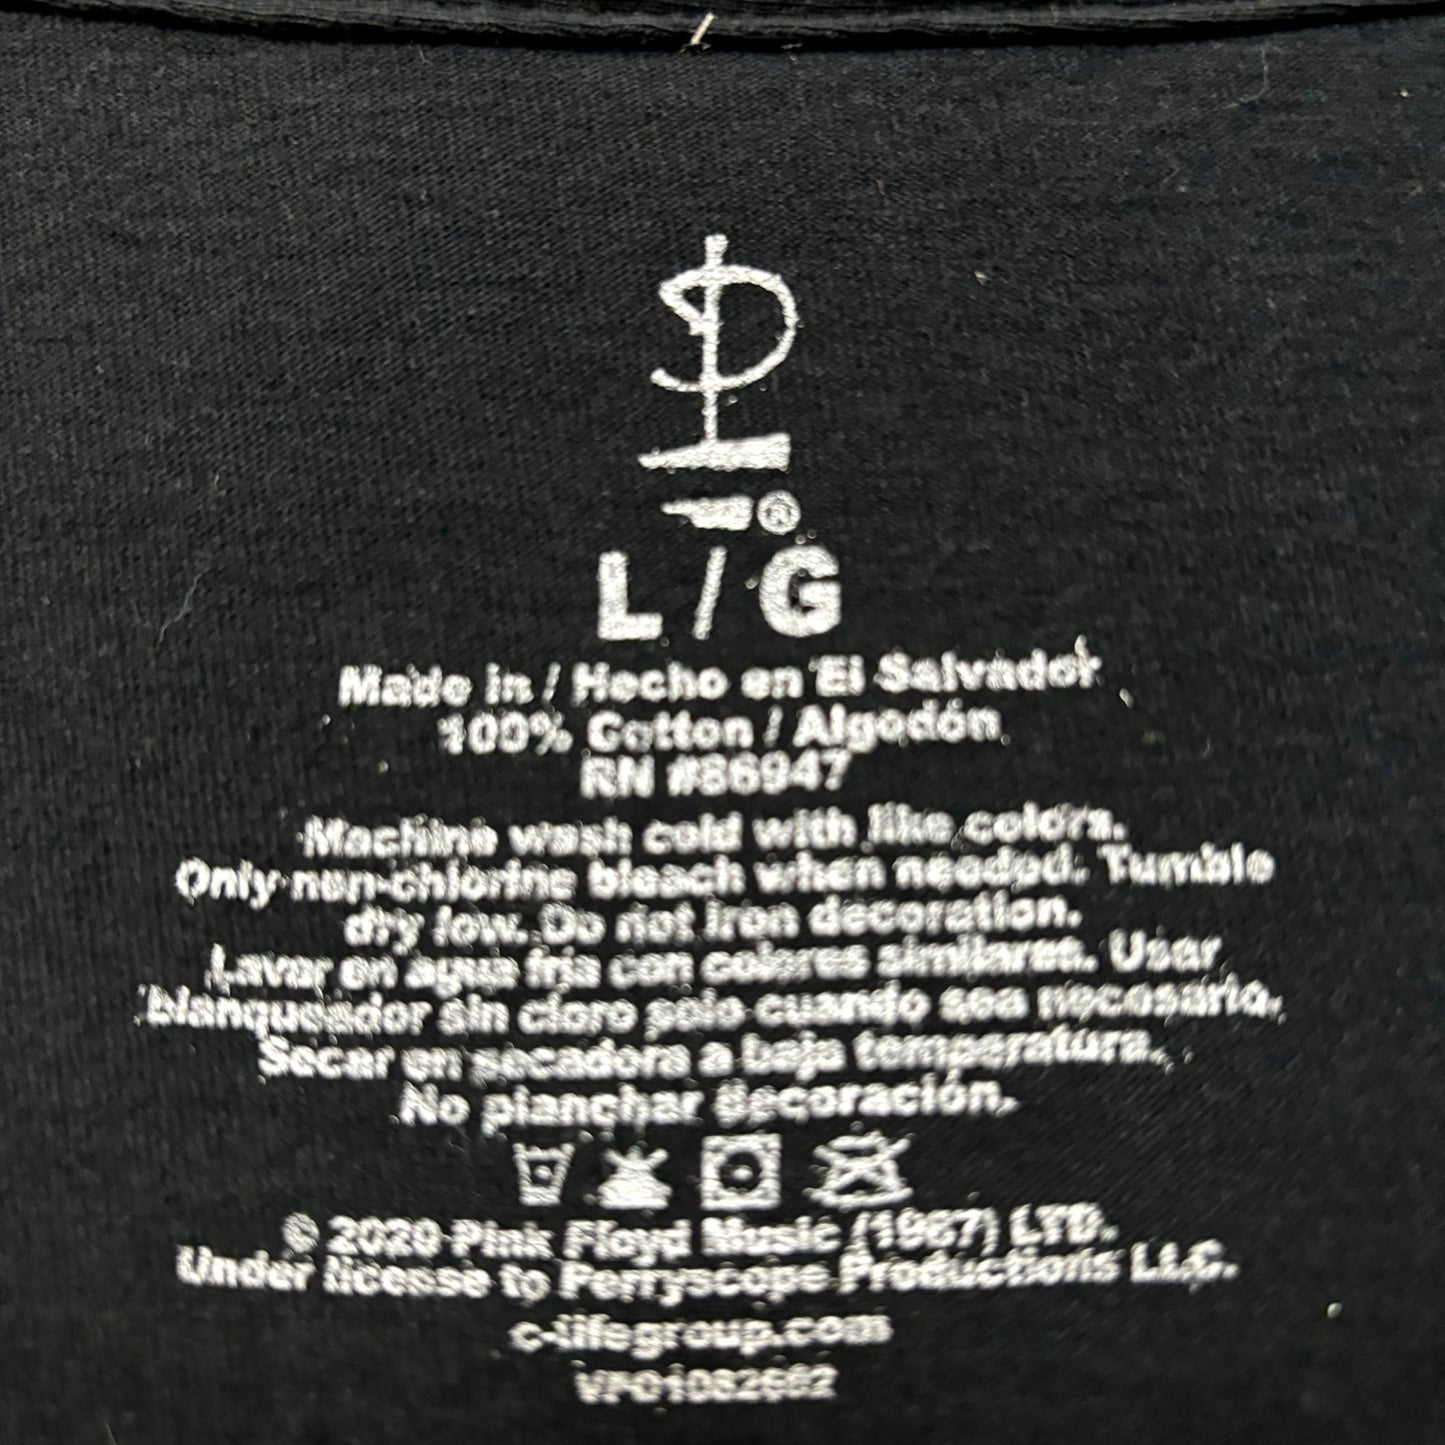 ®
L / G
Made in / Hecho en El Salvador
100% Cotton / Algodón
RN #86947
Machine wash cold with like colors.
Only non-chlorine bleach when needed. Tumble
dry low. Do not iron decoration.
Lavar en agua fria con colores similares. Usar
blanqueador sin cloro solo cuando sea necesario.
Secar en secadora a baja temperatura.
No planchar decoración.
© 2020 Pink Floyd Music (1987) LTD.
Under license to Perryscope Productions LLC.
c-lifegroup.com